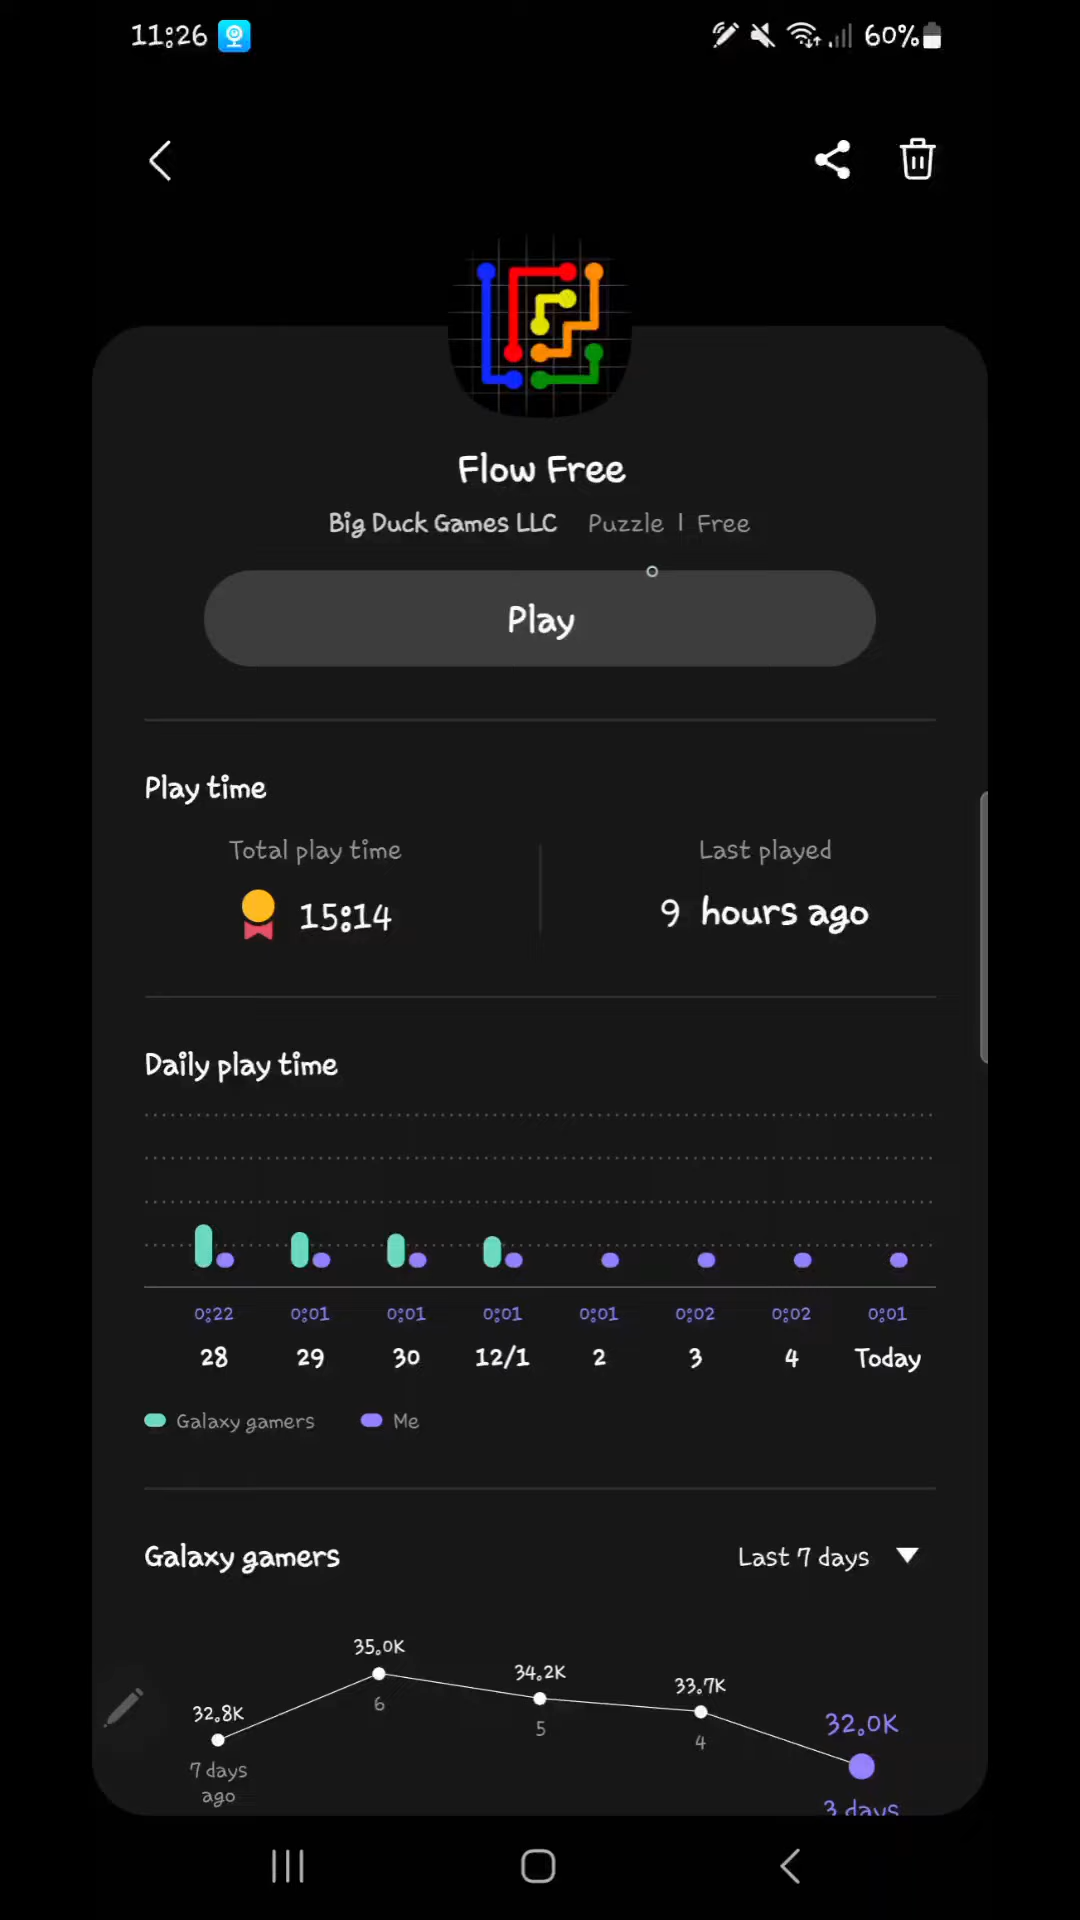 11:26
60%
Flow Free
Big Duck Games LLC Puzzle | Free
Play
Play time
Total play time Last played
15:14 9 hours ago
Daily play time
0:22 0:01 0:01 0:01 0:01 0:02 0:02 0:01
28 29 30 12/1 2 3 4 Today
Galaxy gamers Me
Galaxy gamers Last 7 days
35.0K
34.2K
33.7K
32.8K
32.0K
6
5
4
7 days
ago
3 days